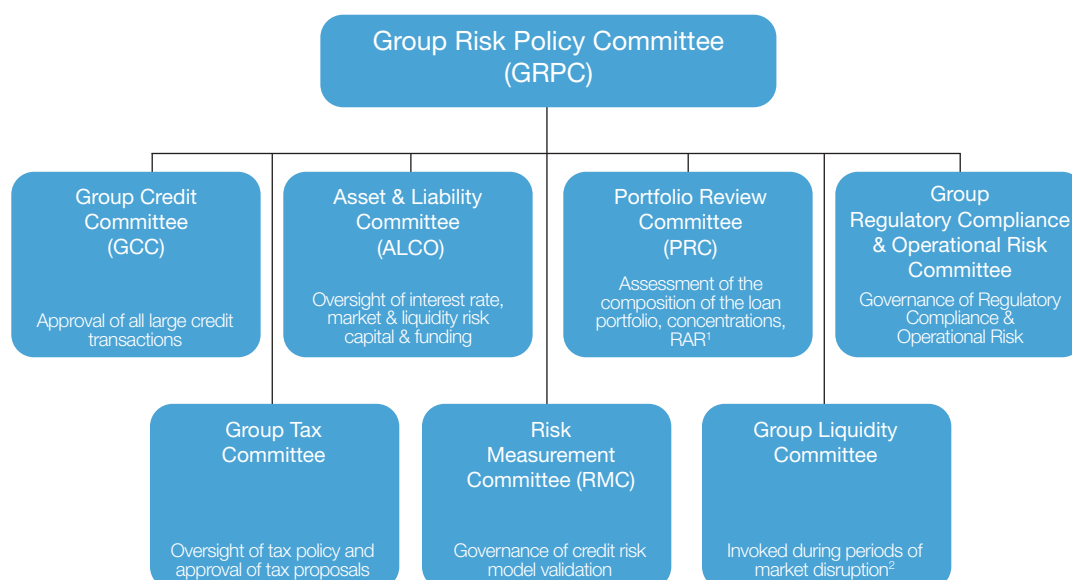 Group Risk Policy Committee
(GRPC)
Group Credit
Committee
(GCC)
Approval of all large credit
transactions
Asset & Liability
Committee
(ALCO)
Oversight of interest rate,
market & liquidity risk
capital & funding
Portfolio Review
Committee
(PRC)
Assessment of the
composition of the loan
portfolio, concentrations,
RAR¹
Group
Regulatory Compliance
& Operational Risk
Committee
Governance of Regulatory
Compliance &
Operational Risk
Group Tax
Committee
Oversight of tax policy and
approval of tax proposals
Risk
Measurement
Committee (RMC)
Governance of credit risk
model validation
Group Liquidity
Committee
Invoked during periods of
market disruption²